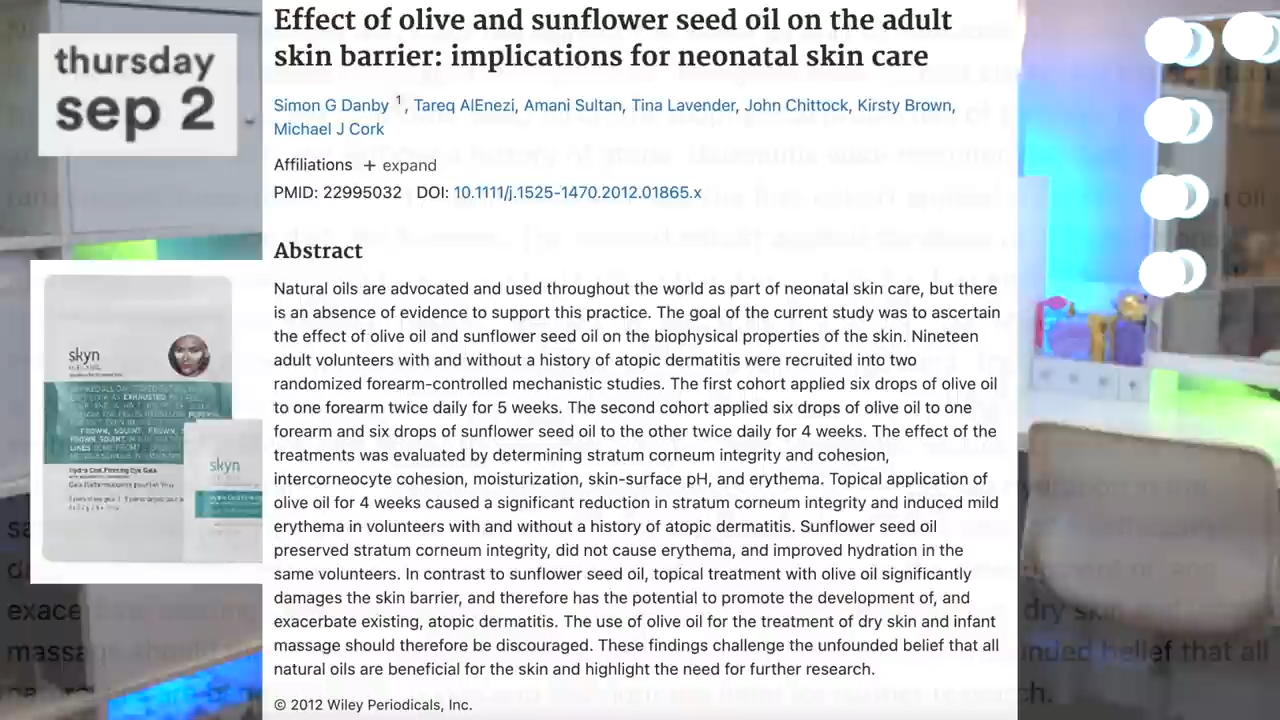 thursday
sep 2
Effect of olive and sunflower seed oil on the adult
skin barrier: implications for neonatal skin care
Simon G Danby 1, Tareq AlEnezi, Amani Sultan, Tina Lavender, John Chittock, Kirsty Brown,
Michael J Cork
Affiliations + expand
PMID: 22995032 DOI: 10.1111/j.1525-1470.2012.01865.x
Abstract
Natural oils are advocated and used throughout the world as part of neonatal skin care, but there
is an absence of evidence to support this practice. The goal of the current study was to ascertain
the effect of olive oil and sunflower seed oil on the biophysical properties of the skin. Nineteen
adult volunteers with and without a history of atopic dermatitis were recruited into two
randomized forearm-controlled mechanistic studies. The first cohort applied six drops of olive oil
to one forearm twice daily for 5 weeks. The second cohort applied six drops of olive oil to one
forearm and six drops of sunflower seed oil to the other twice daily for 4 weeks. The effect of the
treatments was evaluated by determining stratum corneum integrity and cohesion,
intercorneocyte cohesion, moisturization, skin-surface pH, and erythema. Topical application of
olive oil for 4 weeks caused a significant reduction in stratum corneum integrity and induced mild
erythema in volunteers with and without a history of atopic dermatitis. Sunflower seed oil
preserved stratum corneum integrity, did not cause erythema, and improved hydration in the
same volunteers. In contrast to sunflower seed oil, topical treatment with olive oil significantly
damages the skin barrier, and therefore has the potential to promote the development of, and
exacerbate existing, atopic dermatitis. The use of olive oil for the treatment of dry skin and infant
massage should therefore be discouraged. These findings challenge the unfounded belief that all
natural oils are beneficial for the skin and highlight the need for further research.
© 2012 Wiley Periodicals, Inc.
skyn
EXHAUSTED
FROWN, SQUINT, FROWN,
FROWN, SQUINT
LINES
Hydro Cool Firming Eye Gels
skyn